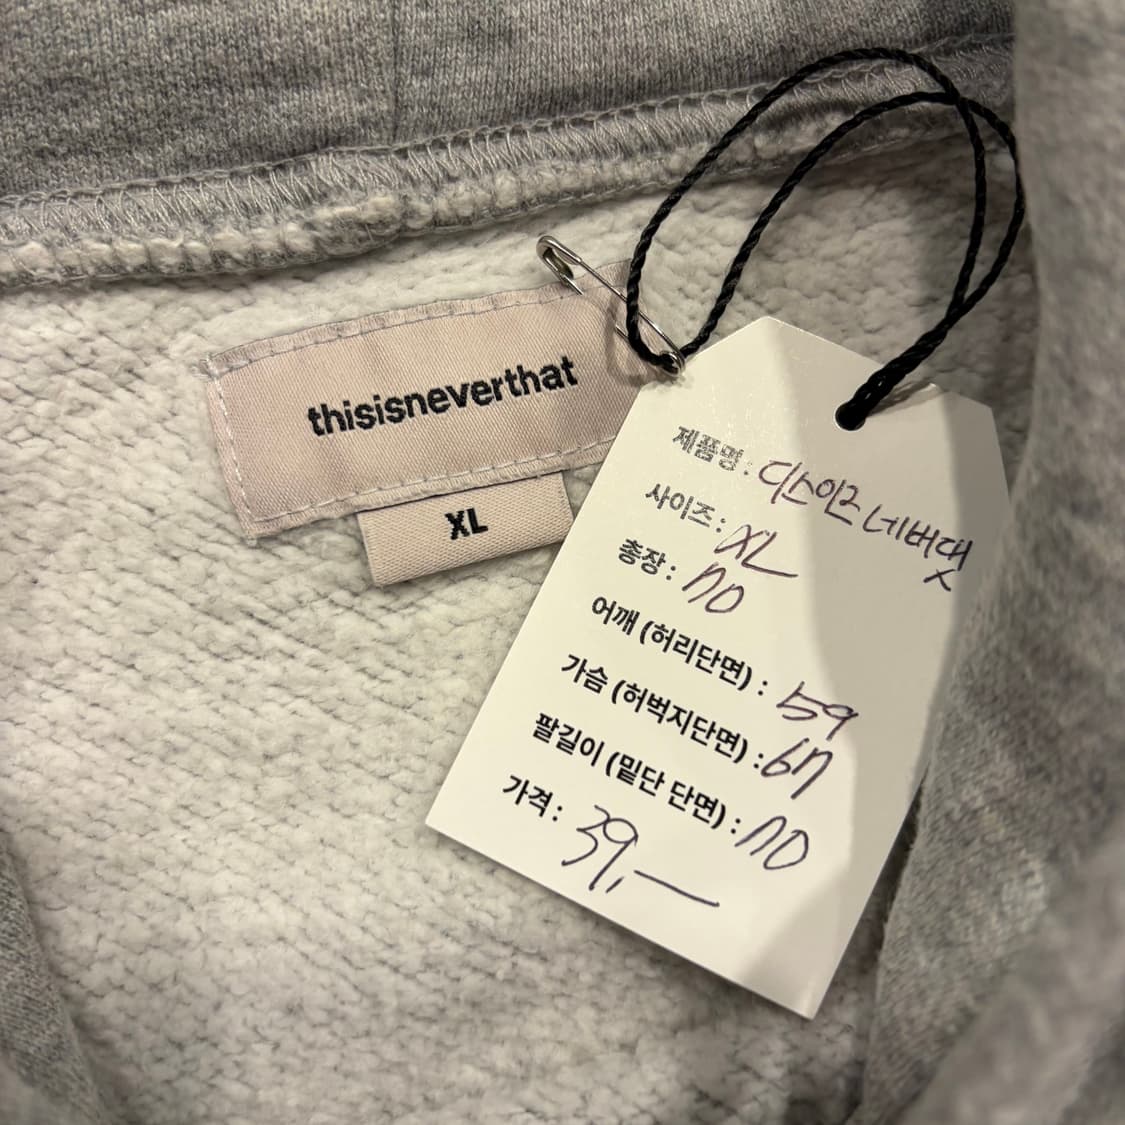 thisisneverthat
XL
제품명 : 디스이즈네버댓
사이즈 : XL
총장 : 70
어깨 (허리단면) : 59
가슴 (허벅지단면) : 67
팔길이 (밑단 단면) : 70
가격 : 39,—